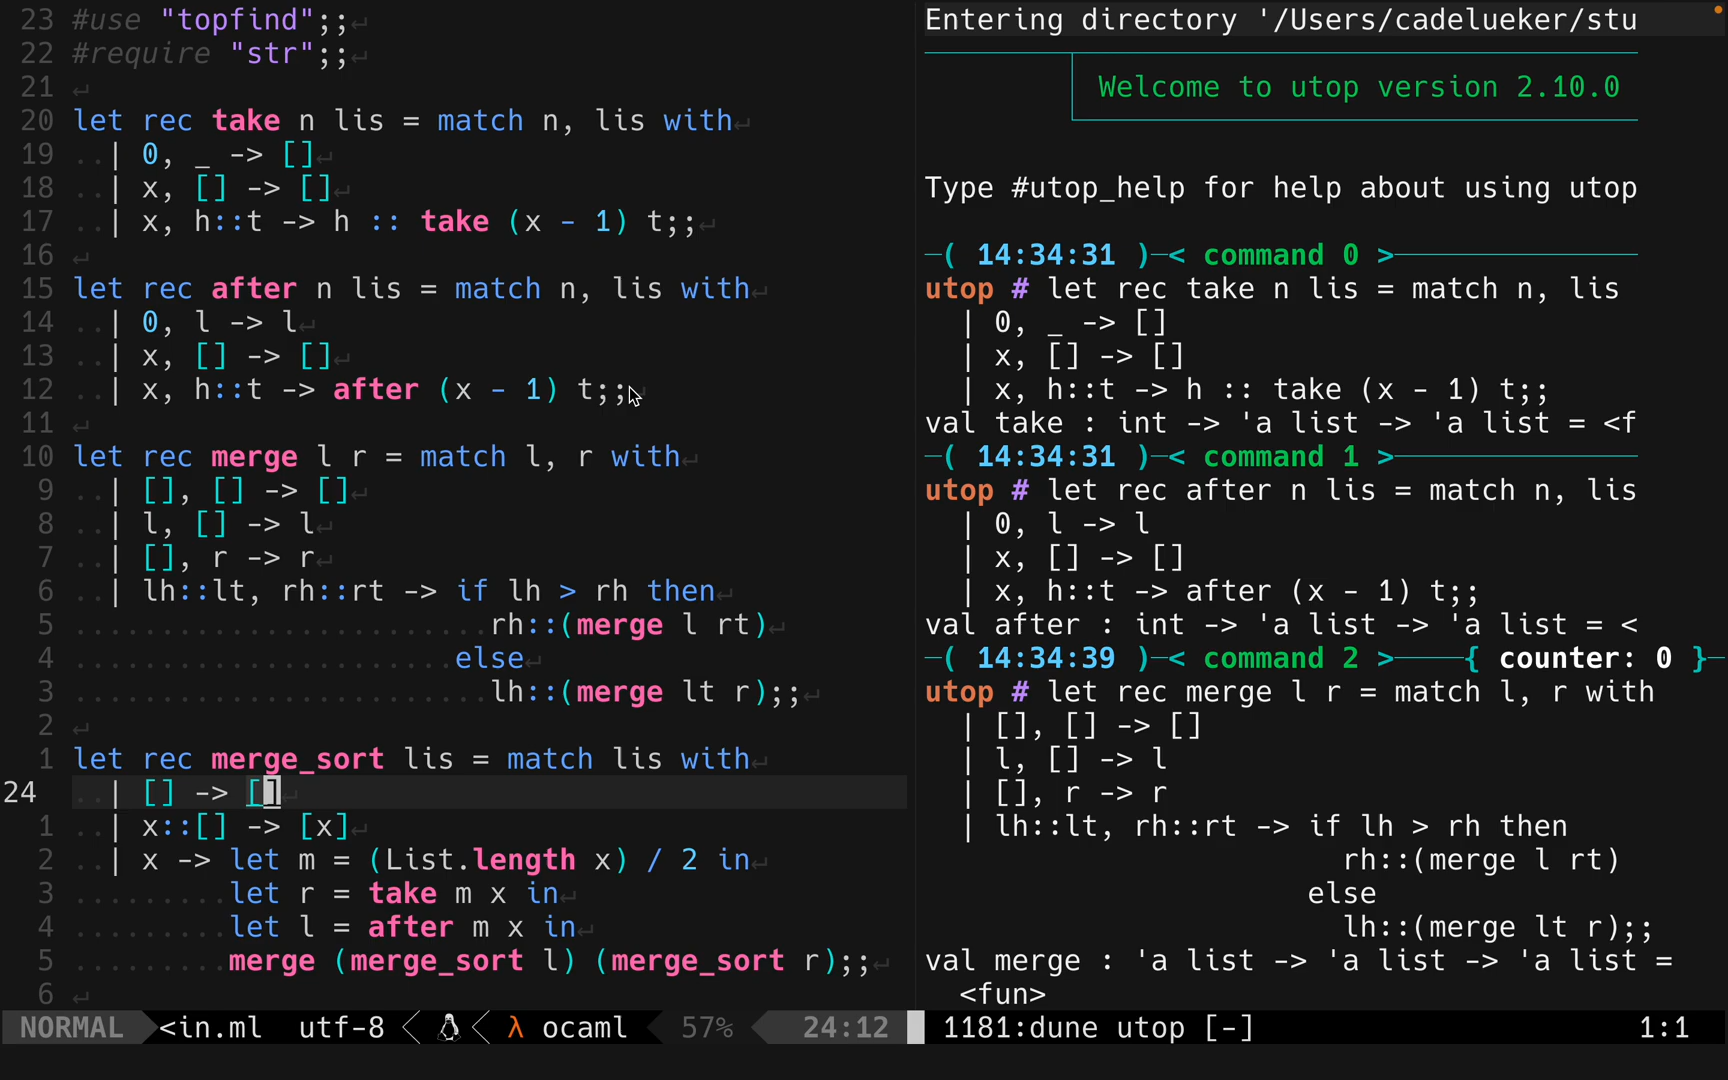 23 #use "topfind";;↵
22 #require "str";;↵
21 ↵
20 let rec take n lis = match n, lis with↵
19 ..| 0, _ -> []↵
18 ..| x, [] -> []↵
17 ..| x, h::t -> h :: take (x - 1) t;;↵
16 ↵
15 let rec after n lis = match n, lis with↵
14 ..| 0, l -> l↵
13 ..| x, [] -> []↵
12 ..| x, h::t -> after (x - 1) t;;↵
11 ↵
10 let rec merge l r = match l, r with↵
9 ..| [], [] -> []↵
8 ..| l, [] -> l↵
7 ..| [], r -> r↵
6 ..| lh::lt, rh::rt -> if lh > rh then↵
5 ........................rh::(merge l rt)↵
4 ......................else↵
3 ........................lh::(merge lt r);;↵
2 ↵
1 let rec merge_sort lis = match lis with↵
24 ..| [] -> []↵
1 ..| x::[] -> [x]↵
2 ..| x -> let m = (List.length x) / 2 in↵
3 .........let r = take m x in↵
4 .........let l = after m x in↵
5 .........merge (merge_sort l) (merge_sort r);;↵
6 ↵
NORMAL <in.ml utf-8 λ ocaml 57% 24:12
Entering directory '/Users/cadelueker/stu
Welcome to utop version 2.10.0
Type #utop_help for help about using utop
─( 14:34:31 )─< command 0 >─
utop # let rec take n lis = match n, lis
| 0, _ -> []
| x, [] -> []
| x, h::t -> h :: take (x - 1) t;;
val take : int -> 'a list -> 'a list = <f
─( 14:34:31 )─< command 1 >─
utop # let rec after n lis = match n, lis
| 0, l -> l
| x, [] -> []
| x, h::t -> after (x - 1) t;;
val after : int -> 'a list -> 'a list = <
─( 14:34:39 )─< command 2 >─{ counter: 0 }─
utop # let rec merge l r = match l, r with
| [], [] -> []
| l, [] -> l
| [], r -> r
| lh::lt, rh::rt -> if lh > rh then
rh::(merge l rt)
else
lh::(merge lt r);;
val merge : 'a list -> 'a list -> 'a list =
<fun>
1181:dune utop [-] 1:1